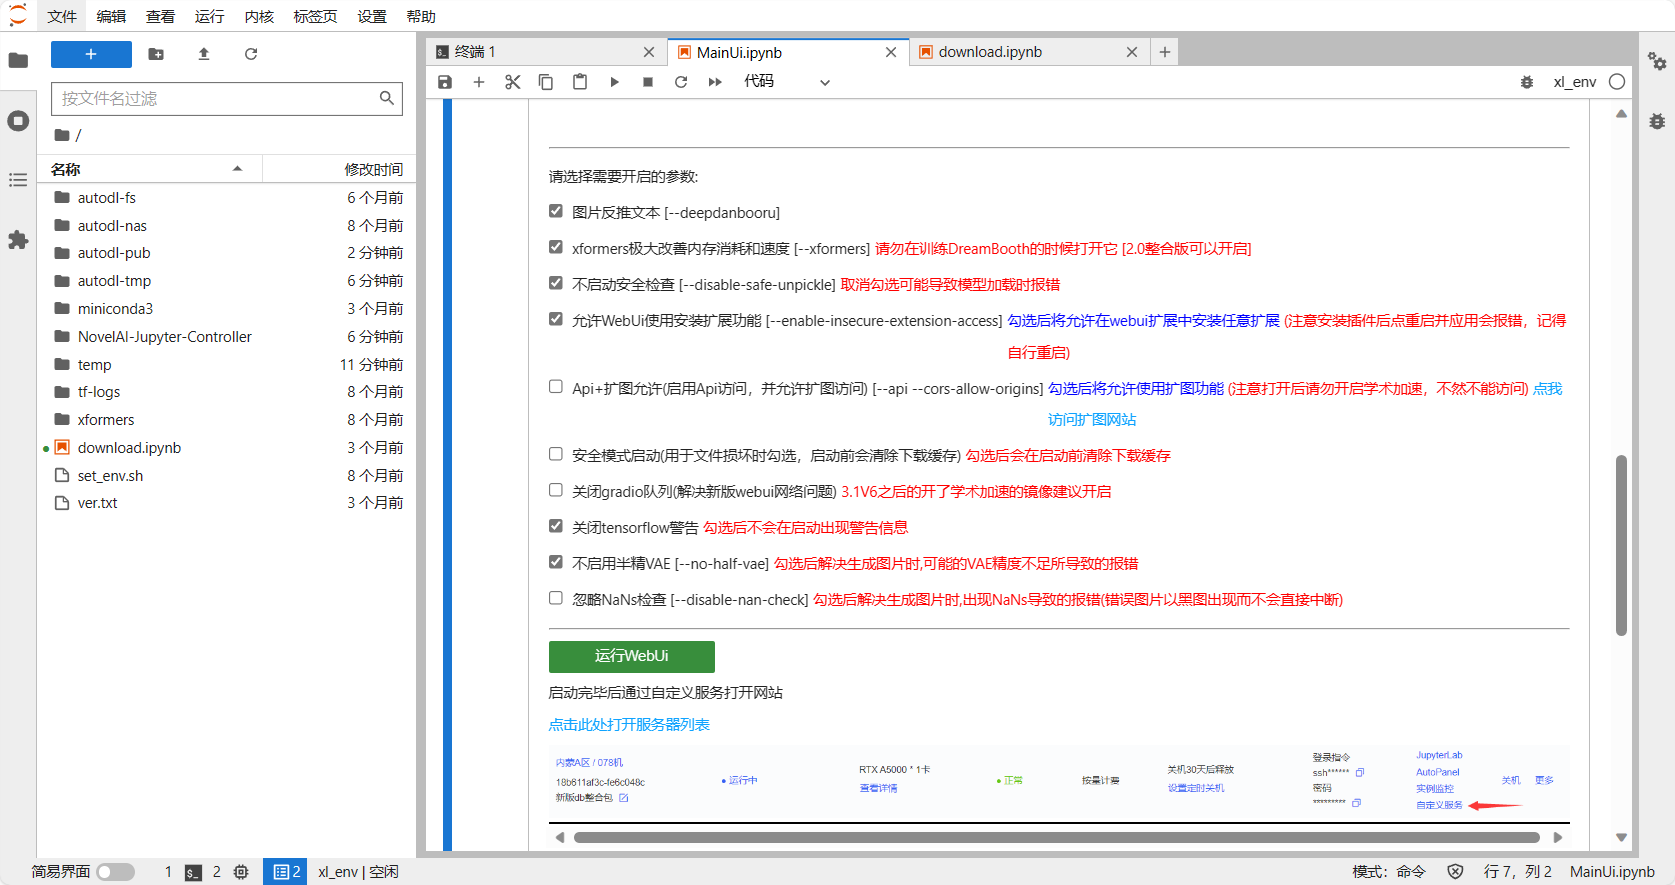 文件 编辑 查看 运行 内核 标签页 设置 帮助
终端 1 MainUi.ipynb download.ipynb
代码 xl_env
按文件名过滤
/
名称 修改时间
autodl-fs 6 个月前
autodl-nas 8 个月前
autodl-pub 2 分钟前
autodl-tmp 6 分钟前
miniconda3 3 个月前
NovelAI-Jupyter-Controller 6 分钟前
temp 11 分钟前
tf-logs 8 个月前
xformers 8 个月前
download.ipynb 3 个月前
set_env.sh 8 个月前
ver.txt 3 个月前
请选择需要开启的参数:
图片反推文本 [--deepdanbooru]
xformers极大改善内存消耗和速度 [--xformers] 请勿在训练DreamBooth的时候打开它 [2.0整合版可以开启]
不启动安全检查 [--disable-safe-unpickle] 取消勾选可能导致模型加载时报错
允许WebUi使用安装扩展功能 [--enable-insecure-extension-access] 勾选后将允许在webui扩展中安装任意扩展 (注意安装插件后点重启并应用会报错，记得
自行重启)
Api+扩图允许(启用Api访问，并允许扩图访问) [--api --cors-allow-origins] 勾选后将允许使用扩图功能 (注意打开后请勿开启学术加速，不然不能访问) 点我
访问扩图网站
安全模式启动(用于文件损坏时勾选，启动前会清除下载缓存) 勾选后会在启动前清除下载缓存
关闭gradio队列(解决新版webui网络问题) 3.1V6之后的开了学术加速的镜像建议开启
关闭tensorflow警告 勾选后不会在启动出现警告信息
不启用半精VAE [--no-half-vae] 勾选后解决生成图片时,可能的VAE精度不足所导致的报错
忽略NaNs检查 [--disable-nan-check] 勾选后解决生成图片时,出现NaNs导致的报错(错误图片以黑图出现而不会直接中断)
运行WebUi
启动完毕后通过自定义服务打开网站
点击此处打开服务器列表
内蒙A区 / 078机
18b611af3c-fe6c048c
新版db整合包
运行中
RTX A5000 * 1卡
查看详情
正常
按量计费
关机30天后释放
设置定时关机
登录指令
ssh******
密码
*********
JupyterLab
AutoPanel
实例监控
自定义服务
关机 更多
简易界面 1 2 2 xl_env | 空闲 模式：命令 行 7，列 2 MainUi.ipynb